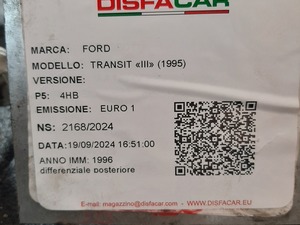 DISFACAR
MARCA: FORD
MODELLO: TRANSIT «III» (1995)
VERSIONE:
P5: 4HB
EMISSIONE: EURO 1
NS: 2168/2024
DATA:19/09/2024 16:51:00
ANNO IMM: 1996
differenziale posteriore
E-mail: magazzino@disfacar.eu WWW.DISFACAR.EU